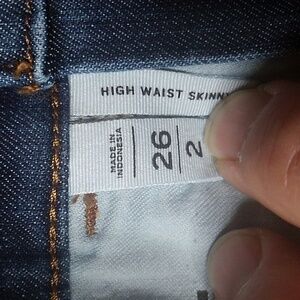 HIGH WAIST SKINNY
MADE IN
INDONESIA
26
2